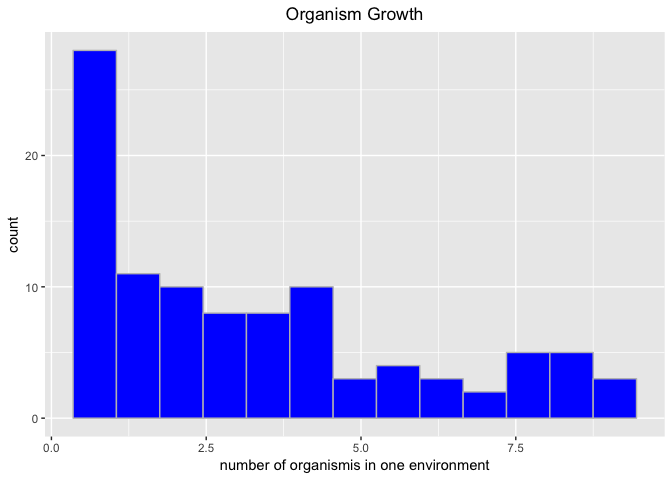 Organism Growth
count
20
10
0
0.0 2.5 5.0 7.5
number of organismis in one environment